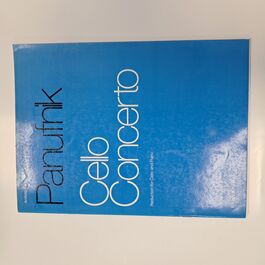 Panufnik
Cello
Concerto
Reduction for Cello and Piano